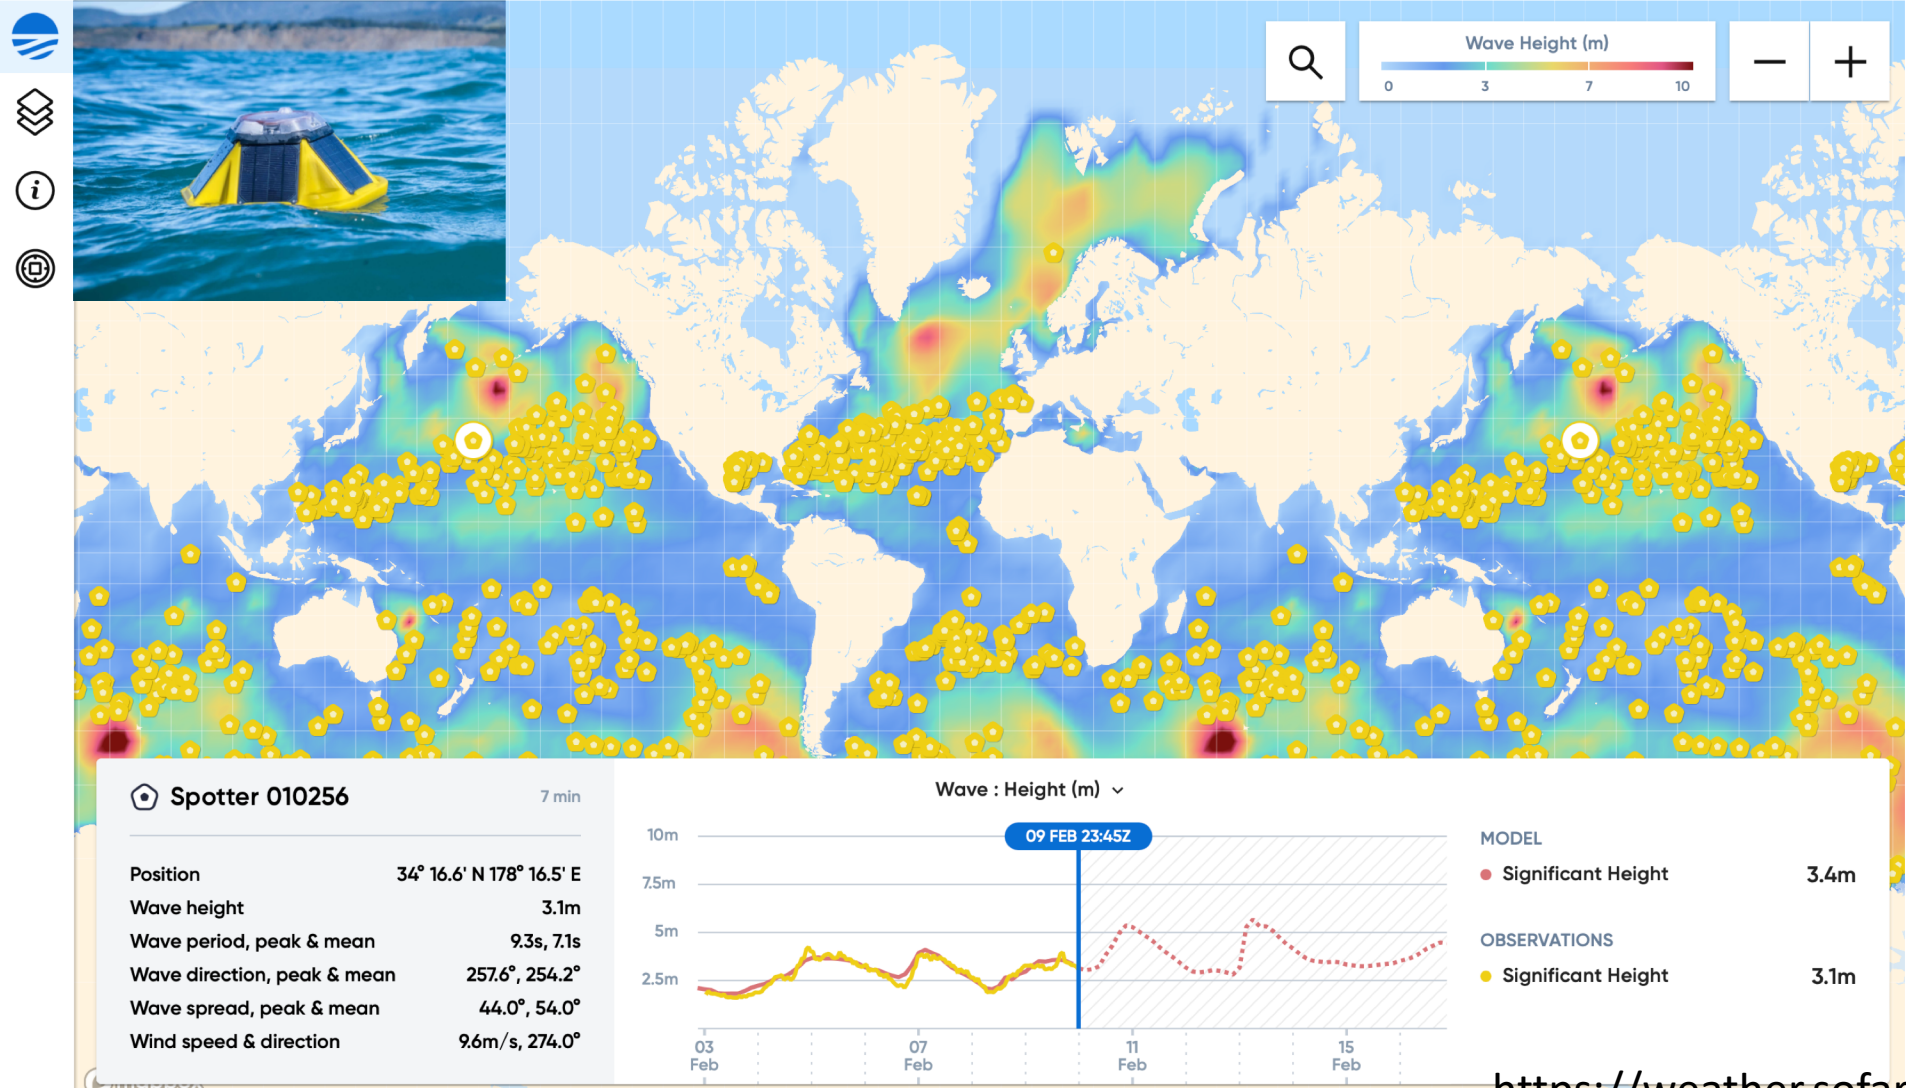 Wave Height (m)
0 3 7 10
Spotter 010256
7 min
Position 34° 16.6' N 178° 16.5' E
Wave height 3.1m
Wave period, peak & mean 9.3s, 7.1s
Wave direction, peak & mean 257.6°, 254.2°
Wave spread, peak & mean 44.0°, 54.0°
Wind speed & direction 9.6m/s, 274.0°
Wave : Height (m)
09 FEB 23:45Z
10m
7.5m
5m
2.5m
03 Feb
07 Feb
11 Feb
15 Feb
MODEL
Significant Height 3.4m
OBSERVATIONS
Significant Height 3.1m
https://weather.sofar